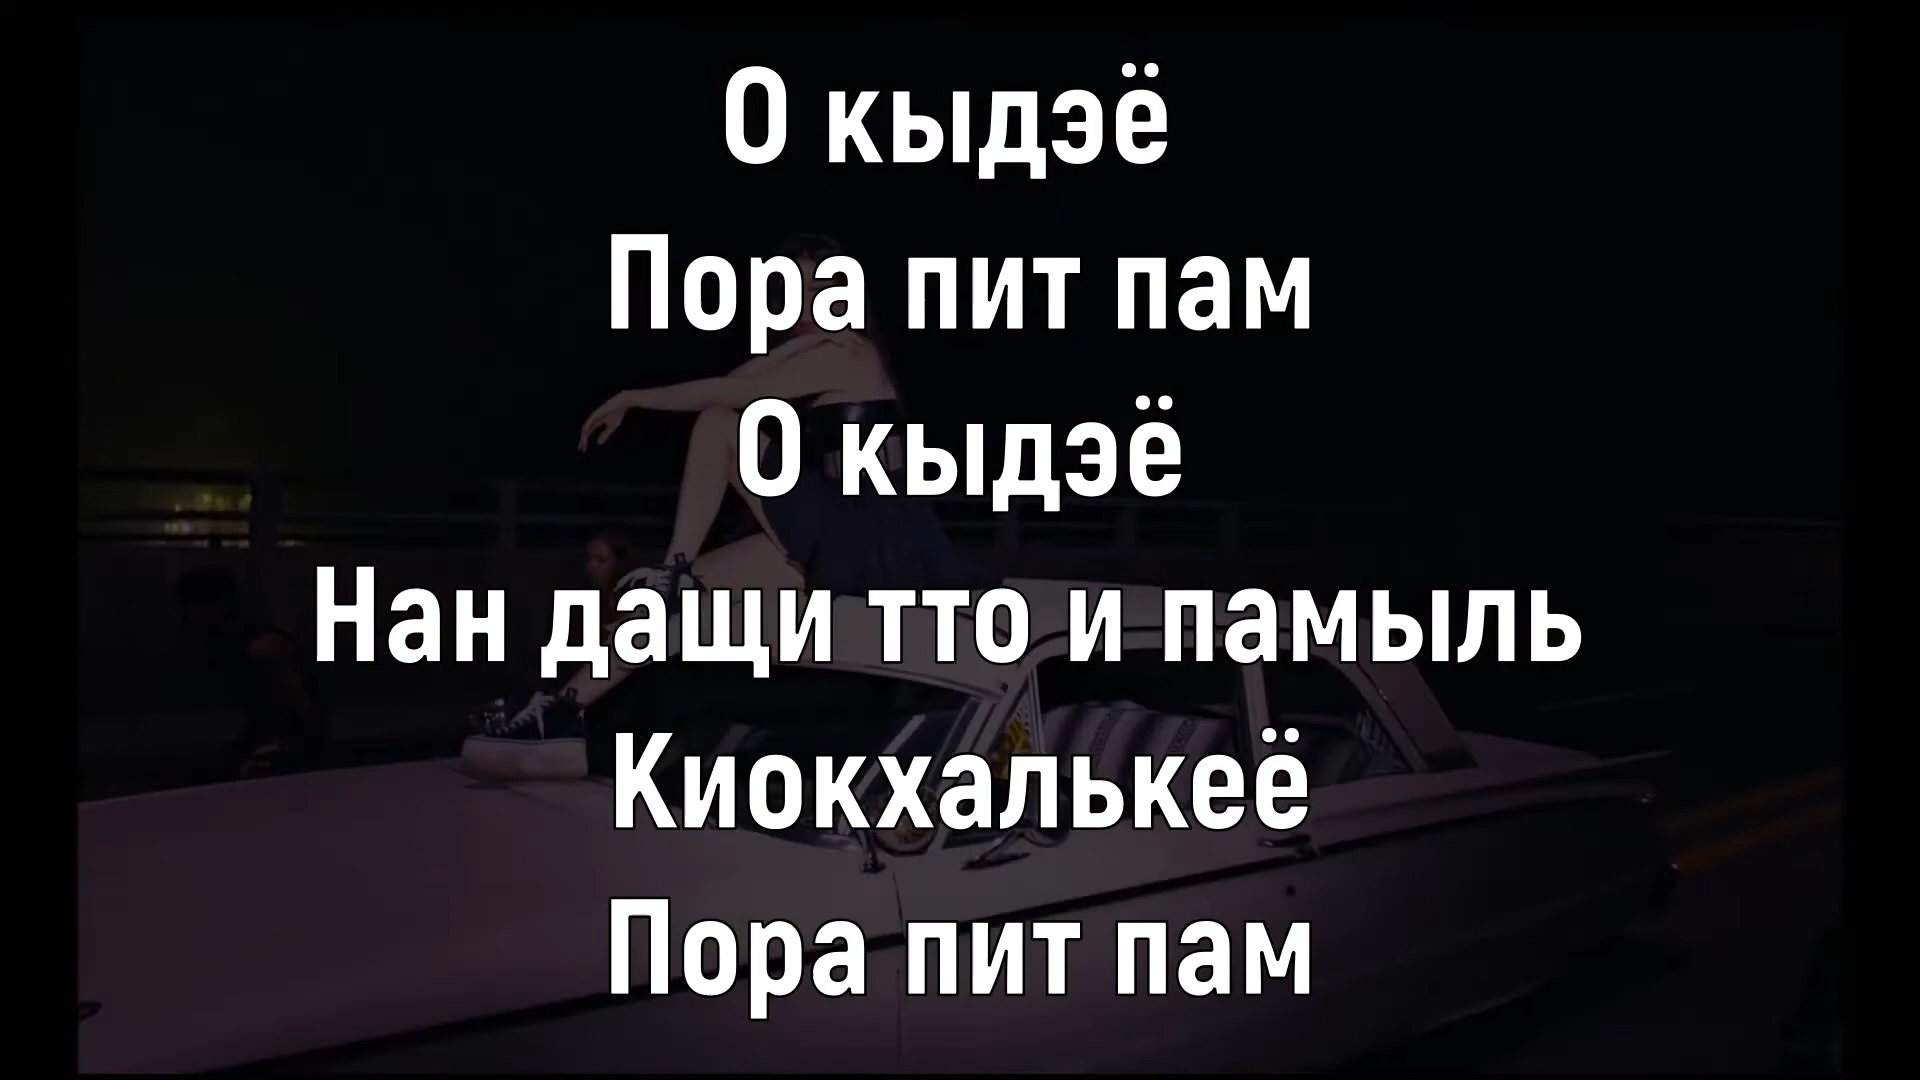 О кыдэё
Пора пит пам
О кыдэё
Нан дащи тто и памыль
Киокхалькеё
Пора пит пам